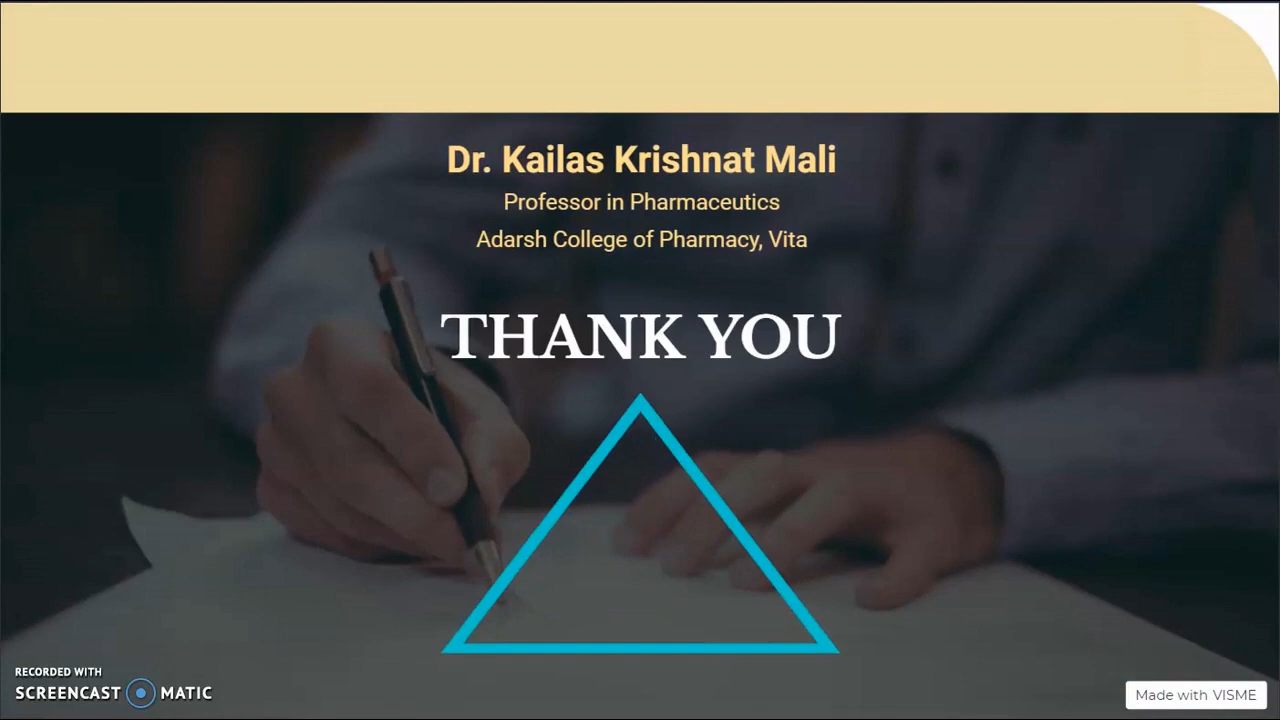 Dr. Kailas Krishnat Mali
Professor in Pharmaceutics
Adarsh College of Pharmacy, Vita
THANK YOU
RECORDED WITH
SCREENCAST MATIC
Made with VISME